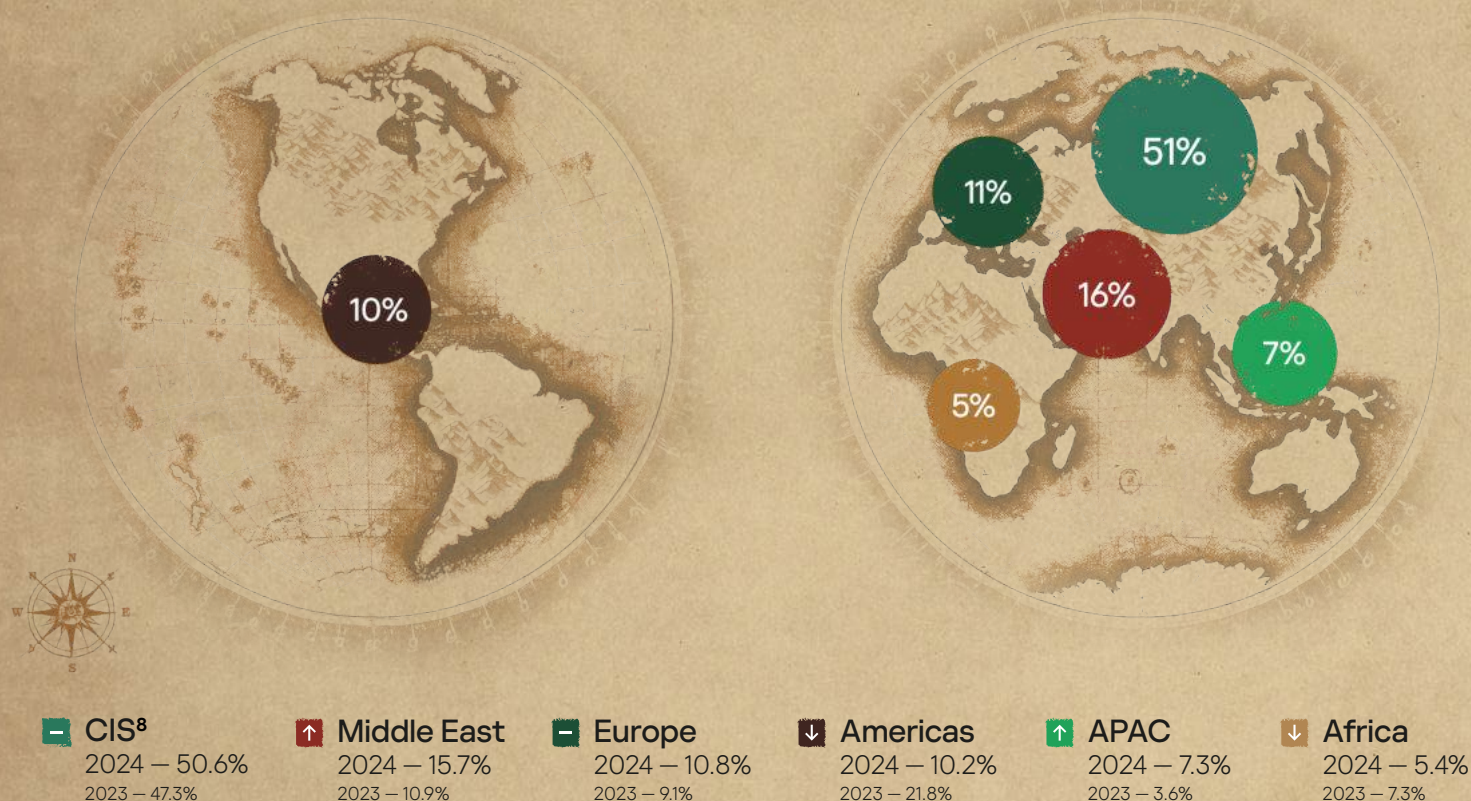 10%
11%
51%
16%
7%
5%
N
W E
S
CIS⁸
2024 — 50.6%
2023 — 47.3%
Middle East
2024 — 15.7%
2023 — 10.9%
Europe
2024 — 10.8%
2023 — 9.1%
Americas
2024 — 10.2%
2023 — 21.8%
APAC
2024 — 7.3%
2023 — 3.6%
Africa
2024 — 5.4%
2023 — 7.3%